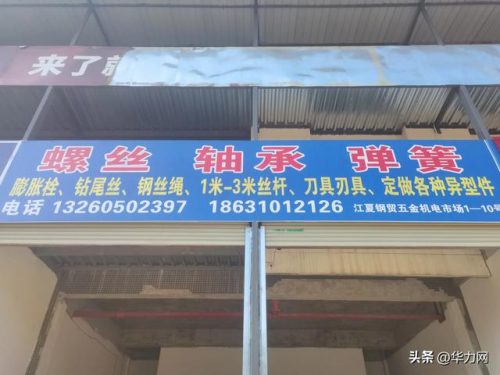 来了就
螺丝 轴承 弹簧
膨胀栓、钻尾丝、钢丝绳、1米-3米丝杆、刀具刃具、定做各种异型件
电话 13260502397 18631012126 江夏钢贸五金机电市场1—10号
头条 @华力网